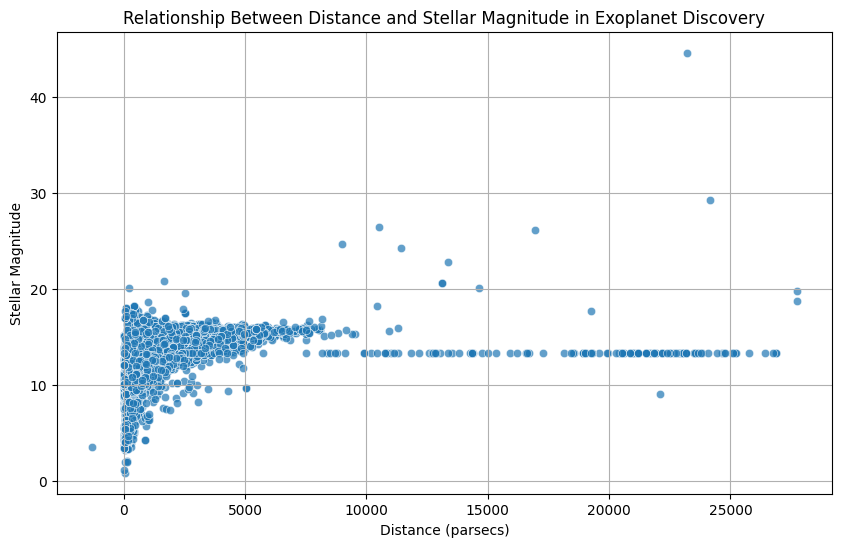 Relationship Between Distance and Stellar Magnitude in Exoplanet Discovery
40
30
20
10
0
Stellar Magnitude
0 5000 10000 15000 20000 25000
Distance (parsecs)